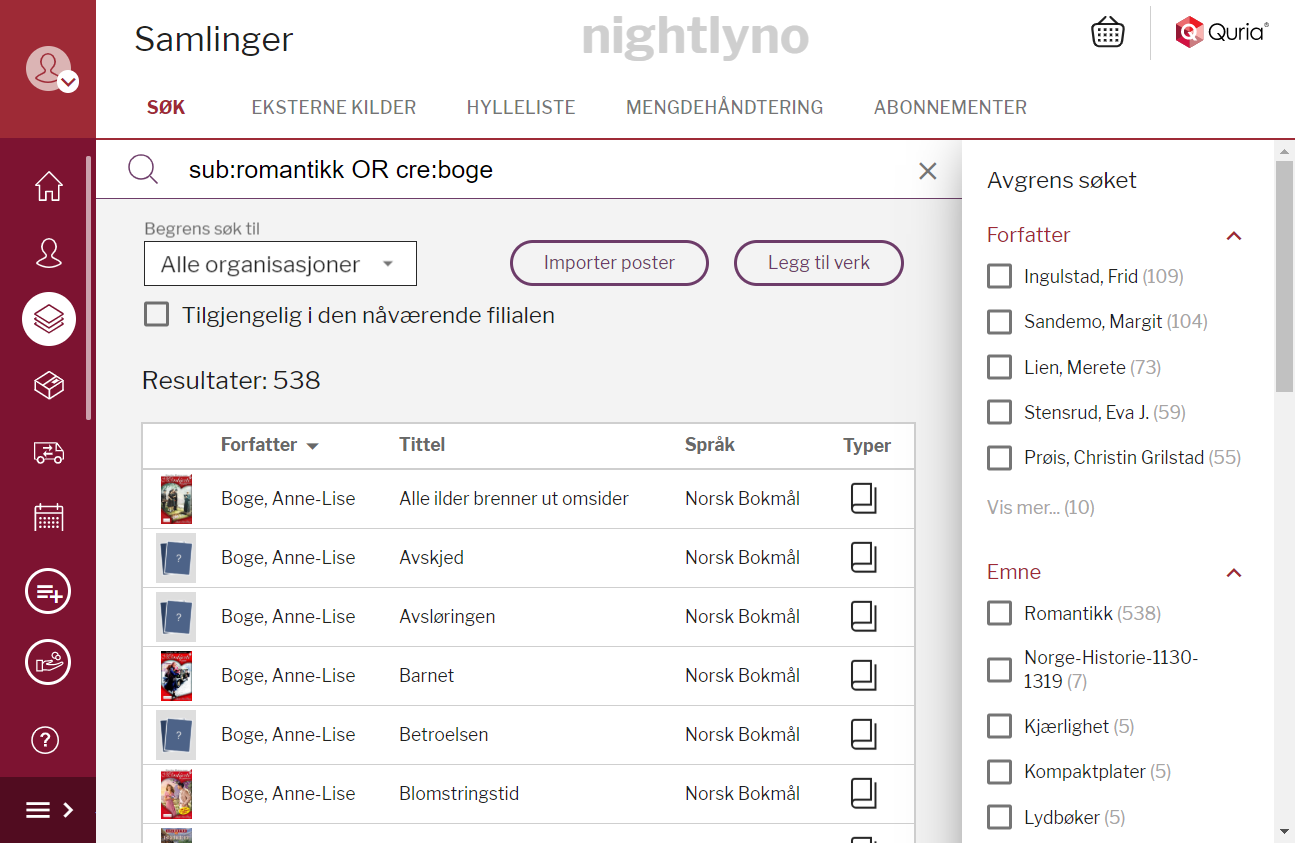 Samlinger
nightlyno
Quria®
SØK
EKSTERNE KILDER
HYLLELISTE
MENGDEHÅNDTERING
ABONNEMENTER
sub:romantikk OR cre:boge
Begrens søk til
Alle organisasjoner
Importer poster
Legg til verk
Tilgjengelig i den nåværende filialen
Resultater: 538
Forfatter Tittel Språk Typer
Boge, Anne-Lise Alle ilder brenner ut omsider Norsk Bokmål
Boge, Anne-Lise Avskjed Norsk Bokmål
Boge, Anne-Lise Avsløringen Norsk Bokmål
Boge, Anne-Lise Barnet Norsk Bokmål
Boge, Anne-Lise Betroelsen Norsk Bokmål
Boge, Anne-Lise Blomstringstid Norsk Bokmål
Avgrens søket
Forfatter
Ingulstad, Frid (109)
Sandemo, Margit (104)
Lien, Merete (73)
Stensrud, Eva J. (59)
Prøis, Christin Grilstad (55)
Vis mer... (10)
Emne
Romantikk (538)
Norge-Historie-1130-
1319 (7)
Kjærlighet (5)
Kompaktplater (5)
Lydbøker (5)